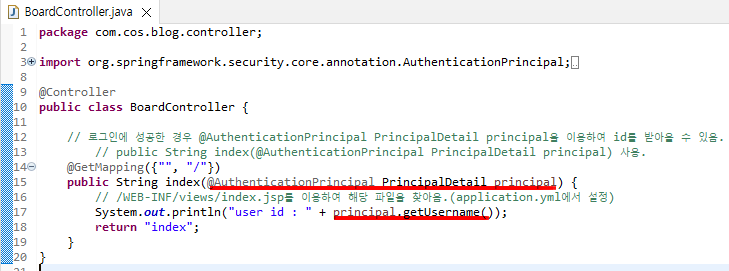 BoardController.java
1 package com.cos.blog.controller;
2
3 import org.springframework.security.core.annotation.AuthenticationPrincipal;
8
9 @Controller
10 public class BoardController {
11
12 // 로그인에 성공한 경우 @AuthenticationPrincipal PrincipalDetail principal을 이용하여 id를 받아올 수 있음.
13 // public String index(@AuthenticationPrincipal PrincipalDetail principal) 사용.
14 @GetMapping({"", "/"})
15 public String index(@AuthenticationPrincipal PrincipalDetail principal) {
16 // /WEB-INF/views/index.jsp를 이용하여 해당 파일을 찾아옴.(application.yml에서 설정)
17 System.out.println("user id : " + principal.getUsername());
18 return "index";
19 }
20 }
21